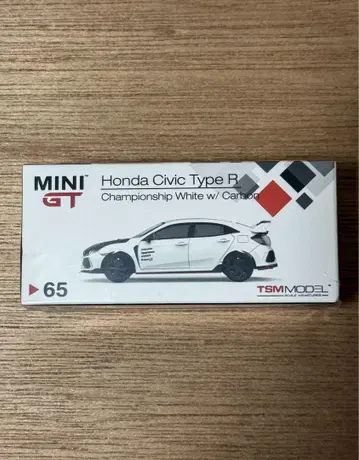 MINI
GT
Honda Civic Type R
Championship White w/ Carbon
65
TSMMODEL